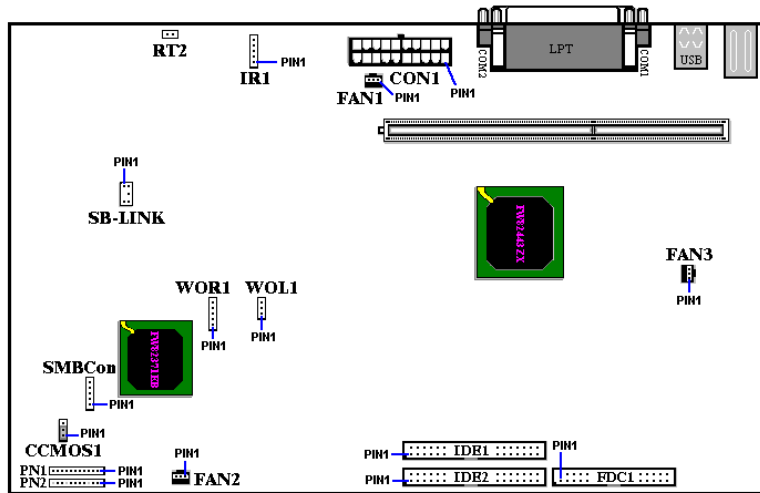 RT2
IR1
PIN1
CON1
PIN1
FAN1
PIN1
COM2
LPT
COM1
USB
PIN1
SB-LINK
FW82443ZX
FAN3
PIN1
WOR1
PIN1
WOL1
PIN1
FW82371EB
SMBCon
PIN1
CCMOS1
PIN1
PN1
PIN1
PN2
PIN1
PIN1
FAN2
PIN1
IDE1
PIN1
IDE2
PIN1
FDC1